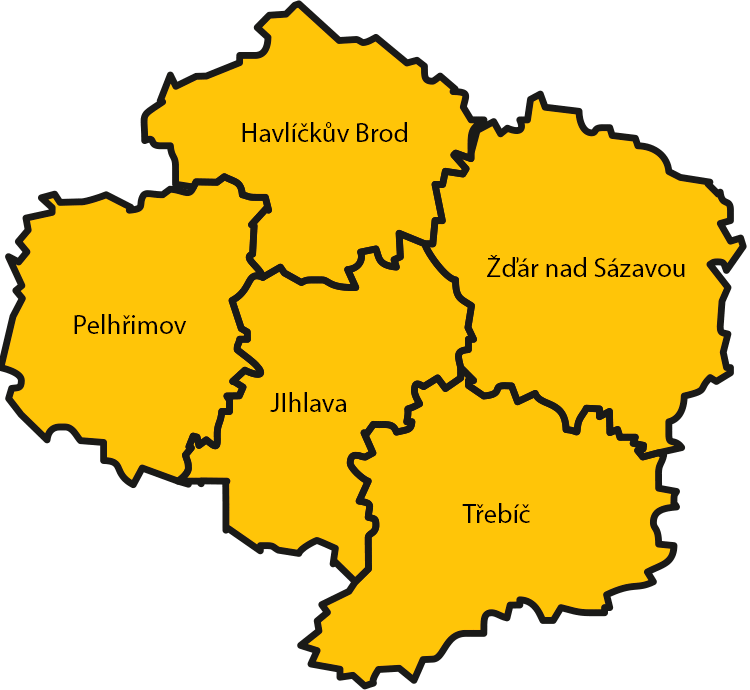 Havlíčkův Brod
Žďár nad Sázavou
Pelhřimov
JIhlava
Třebíč